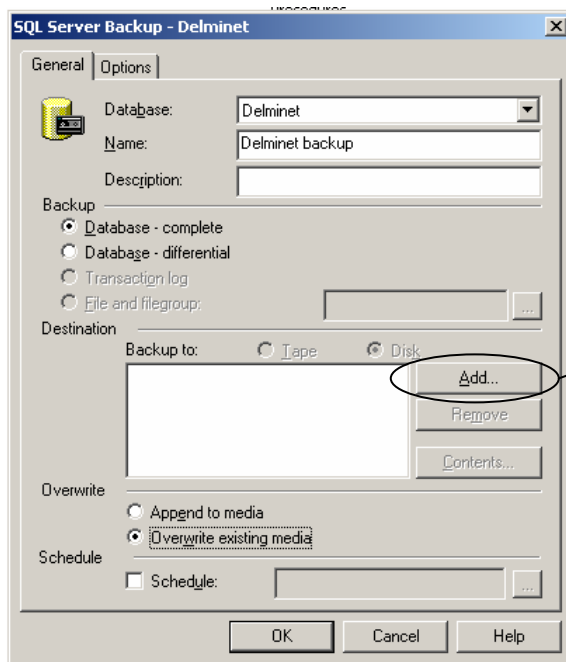 SQL Server Backup - Delminet
General Options
Database: Delminet
Name: Delminet backup
Description:
Backup
Database - complete
Database - differential
Transaction log
File and filegroup: ...
Destination
Backup to: Tape Disk
Add...
Remove
Contents...
Overwrite
Append to media
Overwrite existing media
Schedule
Schedule: ...
OK Cancel Help